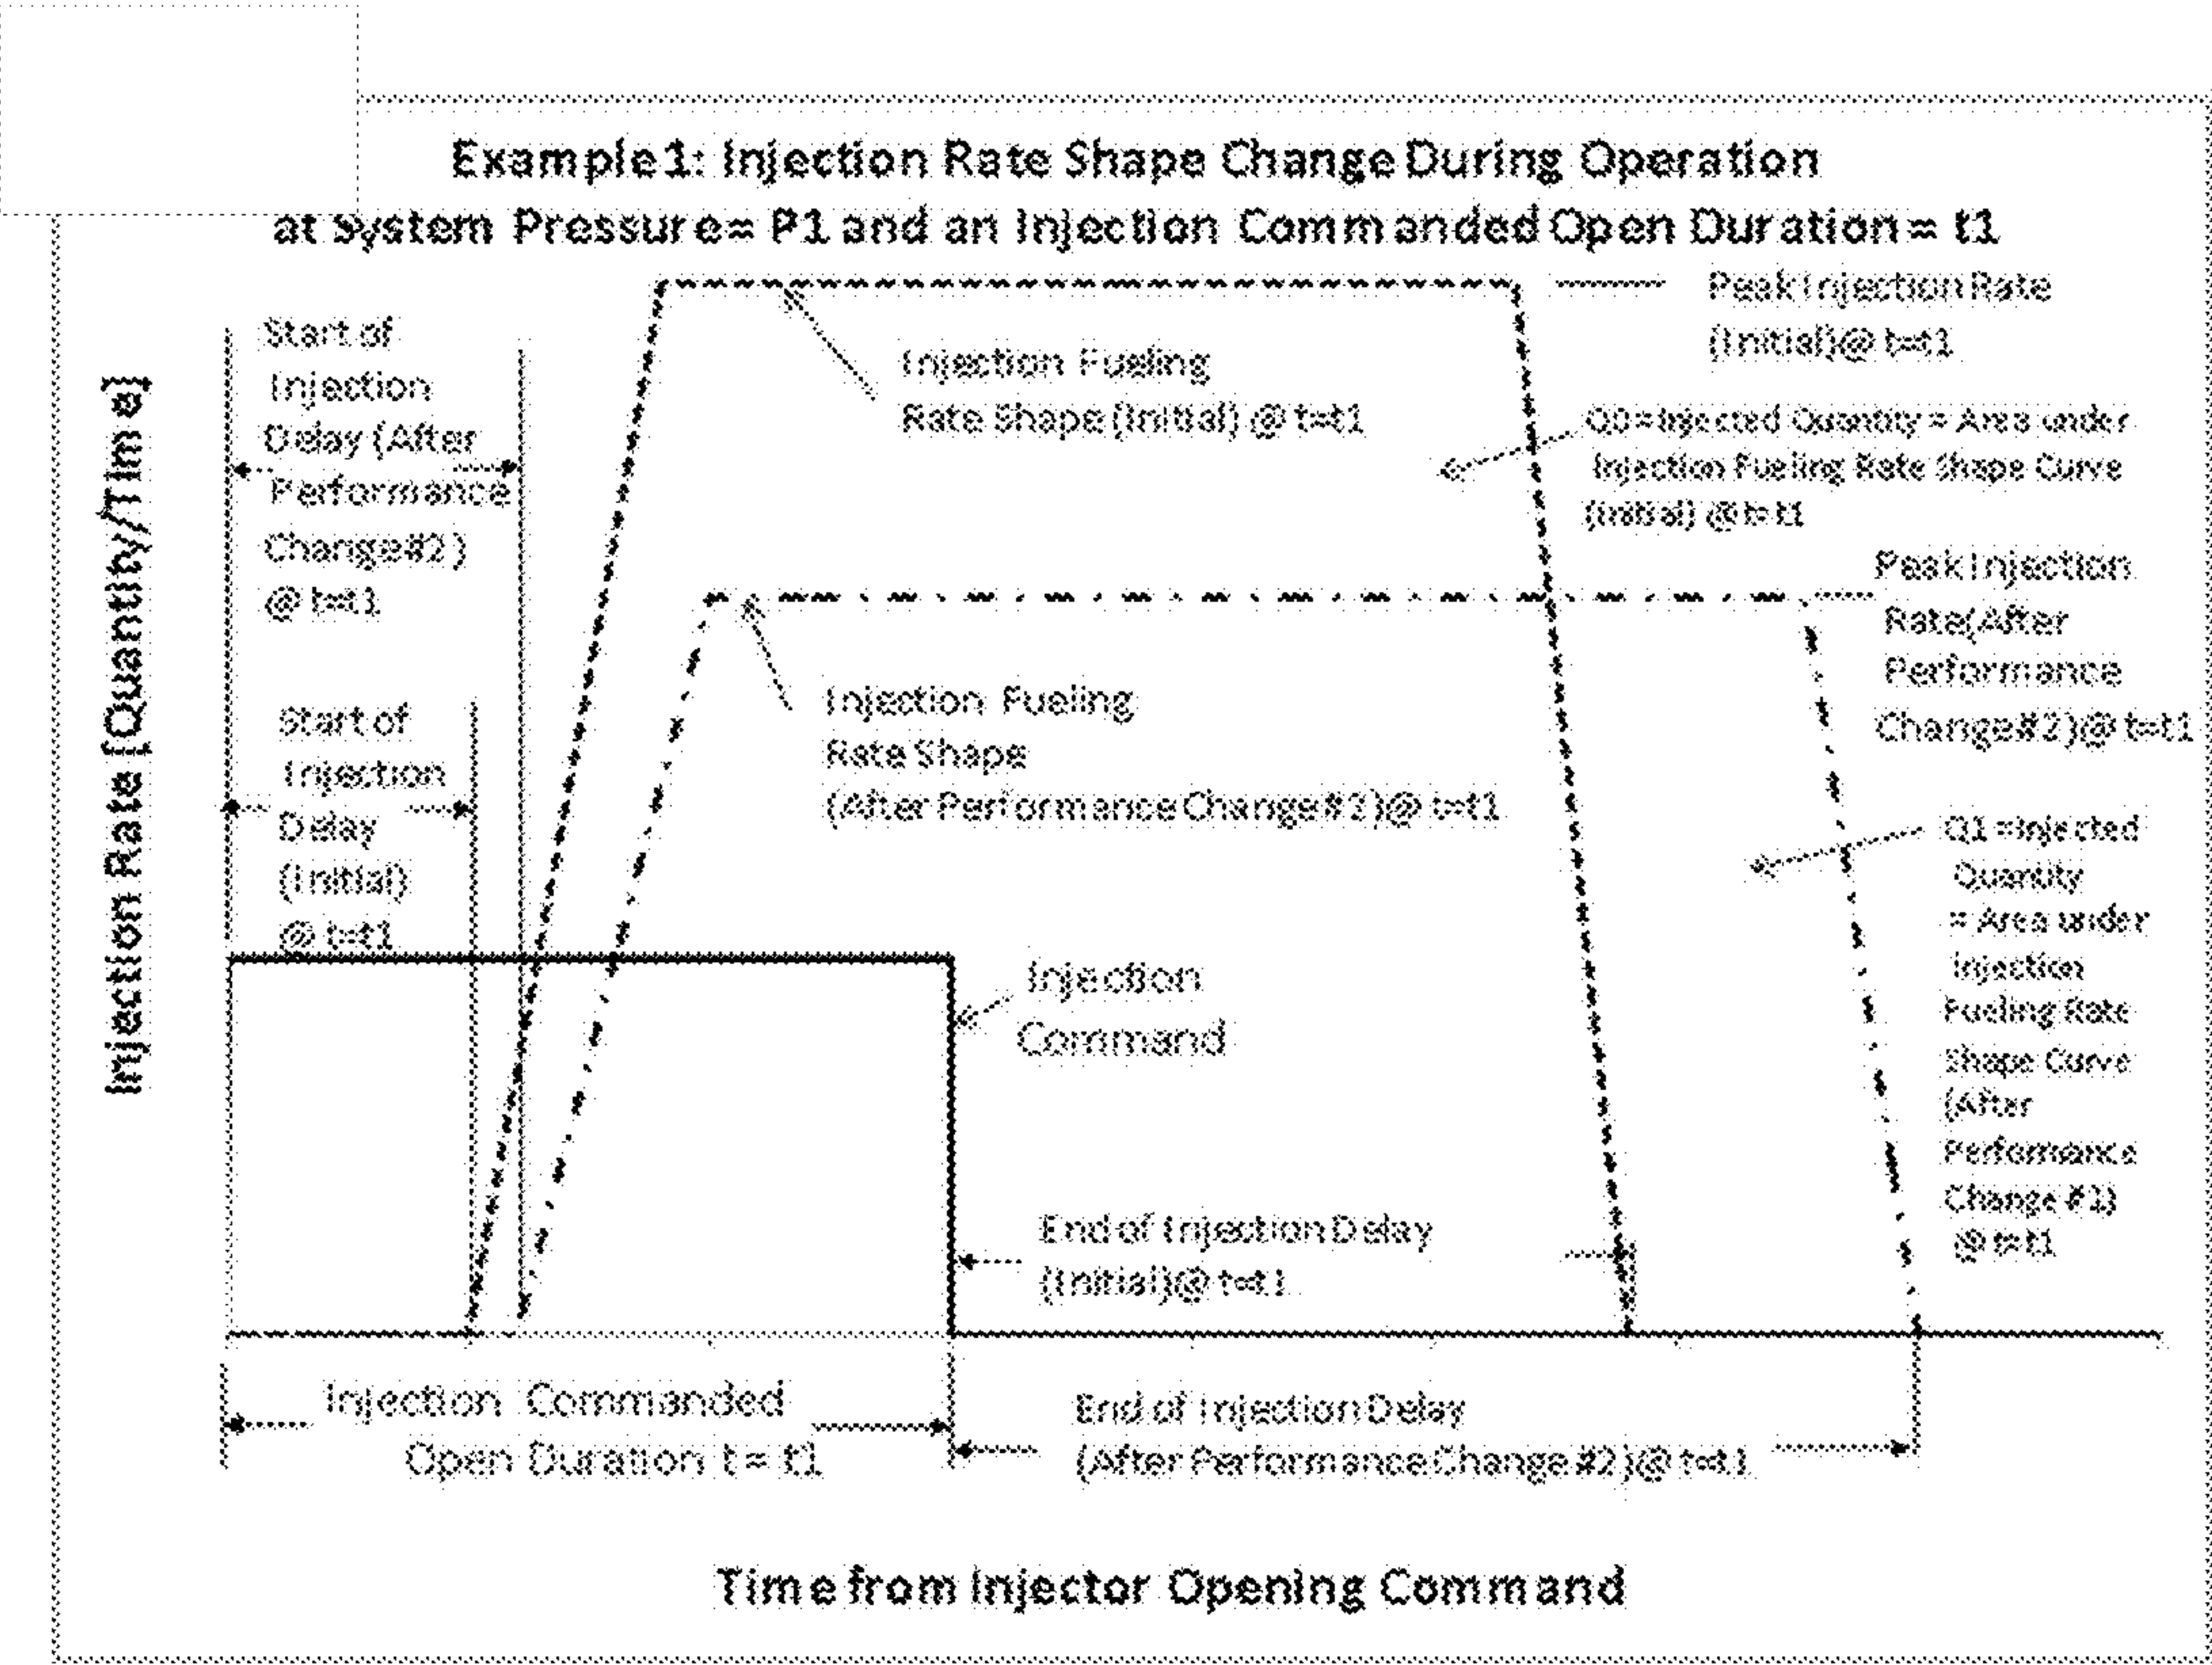 Example 1: Injection Rate Shape Change During Operation
at System Pressure = P1 and an Injection Commanded Open Duration = t1
Injection Rate [Quantity/Time]
Start of
Injection
Delay (After
Performance
Change #2)
@ t=t1
Start of
Injection
Delay
(Initial)
@ t=t1
Injection Fueling
Rate Shape (Initial) @ t=t1
Peak Injection Rate
(Initial) @ t=t1
Q0 = Injected Quantity = Area under
Injection Fueling Rate Shape Curve
(Initial) @ t= t1
Peak Injection
Rate(After
Performance
Change #2) @ t=t1
Injection Fueling
Rate Shape
(After Performance Change #2) @ t=t1
Q1 = Injected
Quantity
= Area under
Injection
Fueling Rate
Shape Curve
(After
Performance
Change #1)
@ t=t1
Injection
Command
End of Injection Delay
(Initial) @ t=t1
Injection Commanded
Open Duration t = t1
End of Injection Delay
(After Performance Change #2) @ t=t1
Time from Injector Opening Command